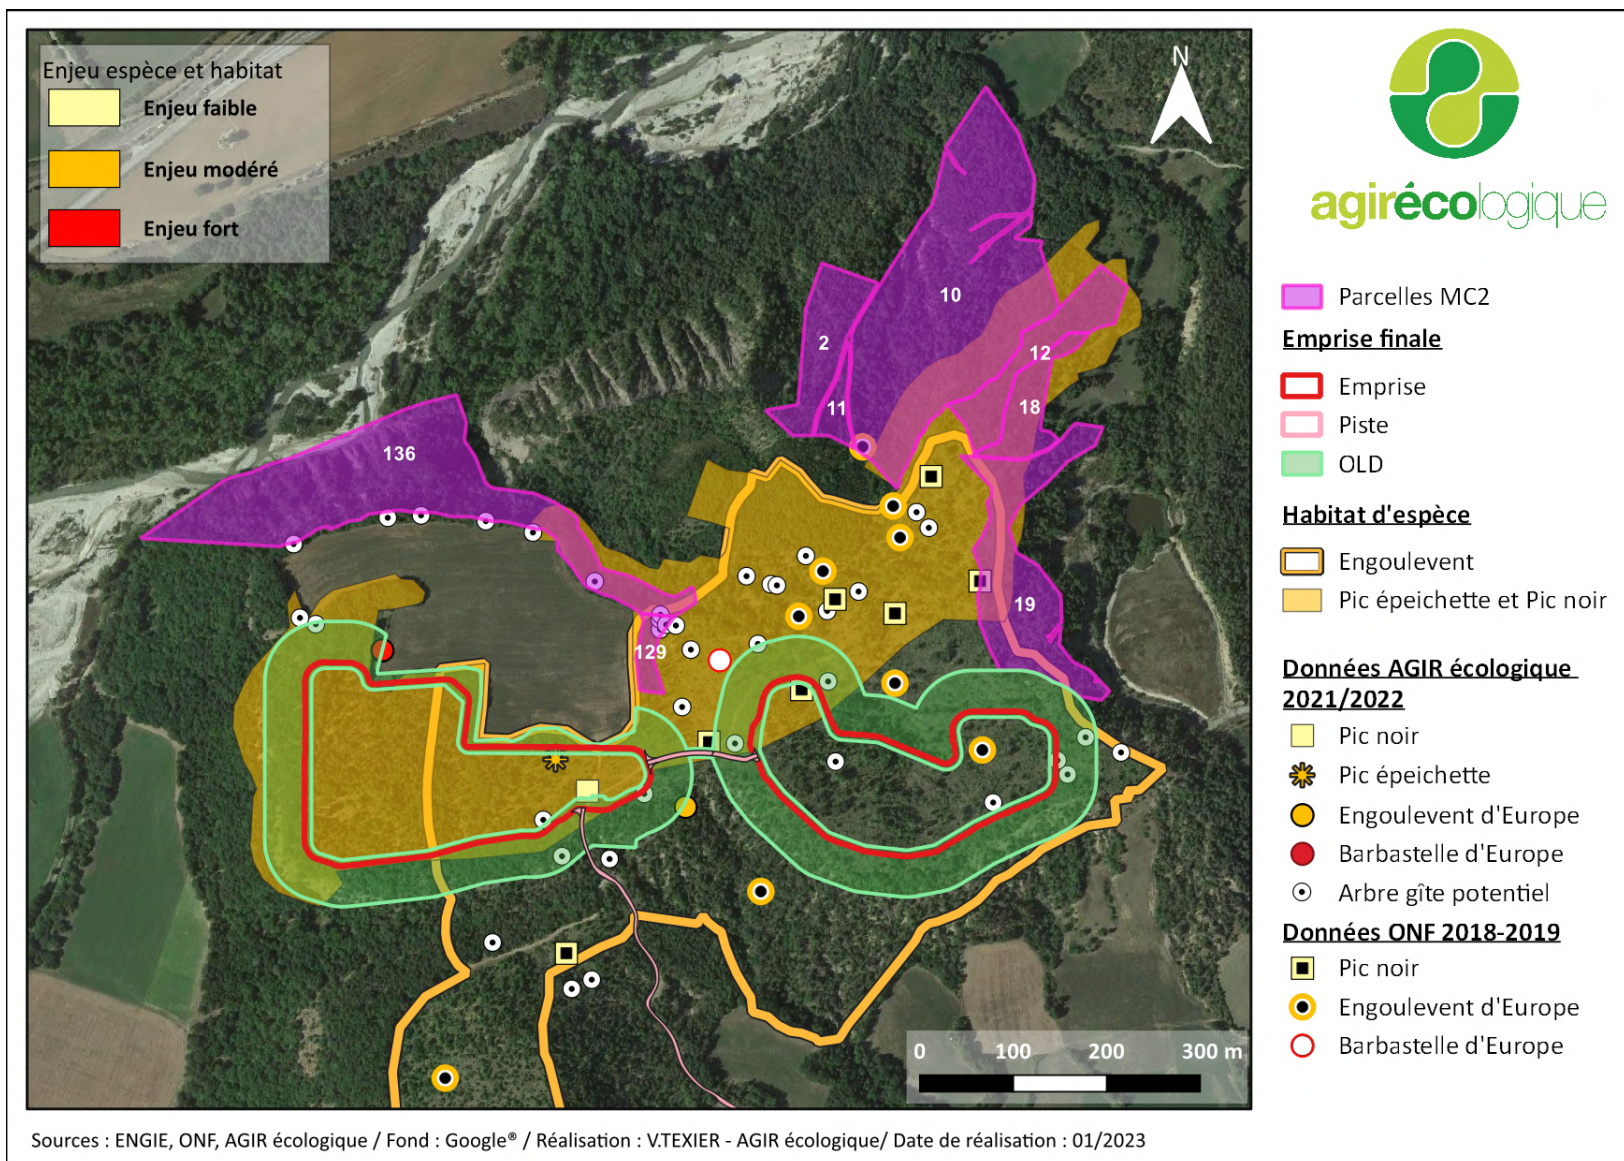 Enjeu espèce et habitat
Enjeu faible
Enjeu modéré
Enjeu fort
N
10
2
12
11
18
136
19
129
0 100 200 300 m
agirécologique
Parcelles MC2
Emprise finale
Emprise
Piste
OLD
Habitat d'espèce
Engoulevent
Pic épeichette et Pic noir
Données AGIR écologique
2021/2022
Pic noir
Pic épeichette
Engoulevent d'Europe
Barbastelle d'Europe
Arbre gîte potentiel
Données ONF 2018-2019
Pic noir
Engoulevent d'Europe
Barbastelle d'Europe
Sources : ENGIE, ONF, AGIR écologique / Fond : Google® / Réalisation : V.TEXIER - AGIR écologique/ Date de réalisation : 01/2023